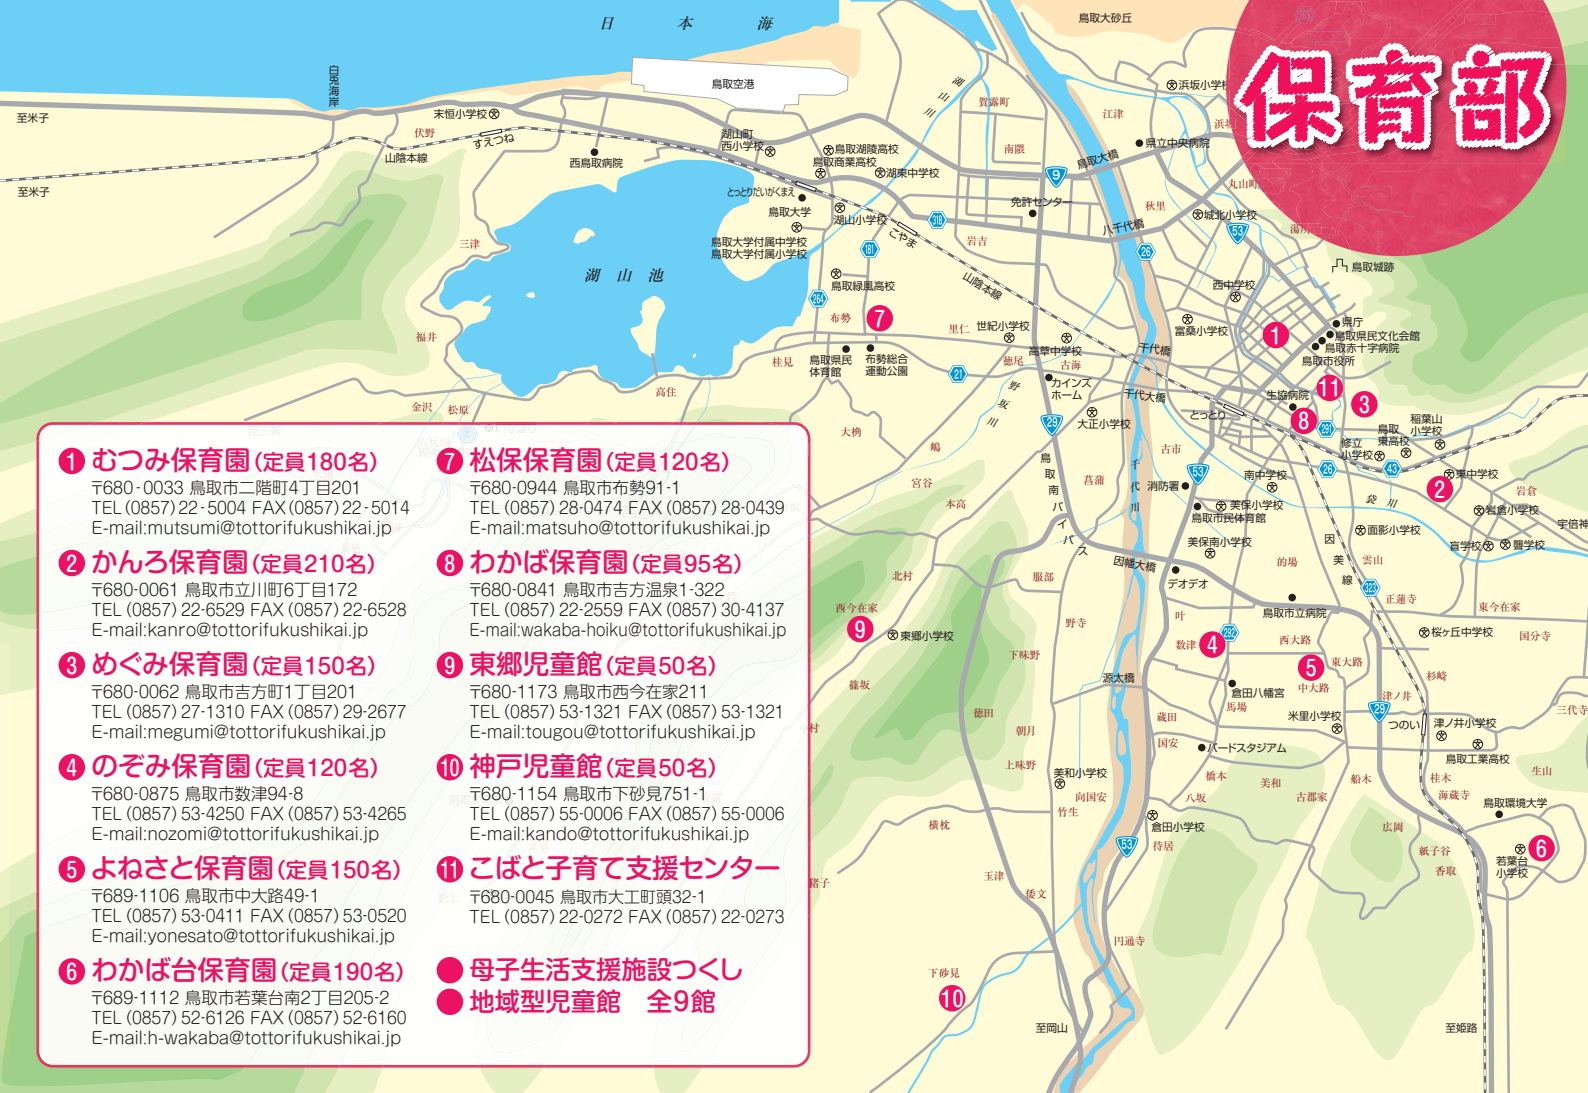 保育部
日本海
鳥取大砂丘
鳥取空港
白兎海岸
至米子
至米子
末恒小学校
伏野
すえつね
山陰本線
西鳥取病院
湖山町
西小学校
鳥取湖陵高校
鳥取商業高校
湖東中学校
とっとりだいがくまえ
鳥取大学
湖山小学校
鳥取大学付属中学校
鳥取大学付属小学校
こやま
湖山川
賀露町
南隈
江津
浜坂小学校
浜坂
鳥取大橋
県立中央病院
丸山町
9
免許センター
秋里
城北小学校
53
湯所
八千代橋
26
318
181
264
岩吉
山陰本線
鳥取城跡
三津
湖山池
鳥取緑風高校
布勢
7
里仁
世紀小学校
西中学校
富桑小学校
1
県庁
鳥取県民文化会館
鳥取赤十字病院
鳥取市役所
福井
桂見
鳥取県民
体育館
布勢総合
運動公園
21
徳尾
高草中学校
古海
千代橋
カインズ
ホーム
千代大橋
とっとり
生協病院
11
3
8
291
高住
金沢
松原
大桷
野坂川
29
大正小学校
修立
小学校
鳥取
東高校
稲葉山
小学校
嶋
古市
鳥取南バイパス
千代川
53
南中学校
26
43
2
東中学校
宮谷
本高
菖蒲
消防署
美保小学校
鳥取市民体育館
袋川
岩倉
岩倉小学校
面影小学校
宇倍神
盲学校
聾学校
美保南小学校
因幡大橋
因美線
的場
雲山
デオデオ
323
正蓮寺
北村
服部
西今在家
9
東郷小学校
野寺
叶
鳥取市立病院
東今在家
292
数津
4
西大路
桜ヶ丘中学校
国分寺
下味野
5
東大路
中大路
篠坂
源太橋
倉田八幡宮
杉崎
津ノ井
徳田
蔵田
馬場
29
三代寺
中村
朝月
国安
米里小学校
つのい
津ノ井小学校
バードスタジアム
鳥取工業高校
上味野
美和小学校
橋本
美和
船木
桂木
生山
向国安
八坂
古郡家
海蔵寺
鳥取環境大学
横枕
竹生
倉田小学校
広岡
53
待居
紙子谷
6
若葉台
小学校
香取
猪子
玉津
倭文
円通寺
下砂見
10
至岡山
至姫路
1 むつみ保育園(定員180名)
〒680-0033 鳥取市二階町4丁目201
TEL(0857)22-5004 FAX(0857)22-5014
E-mail:mutsumi@tottorifukushikai.jp
2 かんろ保育園(定員210名)
〒680-0061 鳥取市立川町6丁目172
TEL(0857)22-6529 FAX(0857)22-6528
E-mail:kanro@tottorifukushikai.jp
3 めぐみ保育園(定員150名)
〒680-0062 鳥取市吉方町1丁目201
TEL(0857)27-1310 FAX(0857)29-2677
E-mail:megumi@tottorifukushikai.jp
4 のぞみ保育園(定員120名)
〒680-0875 鳥取市数津94-8
TEL(0857)53-4250 FAX(0857)53-4265
E-mail:nozomi@tottorifukushikai.jp
5 よねさと保育園(定員150名)
〒689-1106 鳥取市中大路49-1
TEL(0857)53-0411 FAX(0857)53-0520
E-mail:yonesato@tottorifukushikai.jp
6 わかば台保育園(定員190名)
〒689-1112 鳥取市若葉台南2丁目205-2
TEL(0857)52-6126 FAX(0857)52-6160
E-mail:h-wakaba@tottorifukushikai.jp
7 松保保育園(定員120名)
〒680-0944 鳥取市布勢91-1
TEL(0857)28-0474 FAX(0857)28-0439
E-mail:matsuho@tottorifukushikai.jp
8 わかば保育園(定員95名)
〒680-0841 鳥取市吉方温泉1-322
TEL(0857)22-2559 FAX(0857)30-4137
E-mail:wakaba-hoiku@tottorifukushikai.jp
9 東郷児童館(定員50名)
〒680-1173 鳥取市西今在家211
TEL(0857)53-1321 FAX(0857)53-1321
E-mail:tougou@tottorifukushikai.jp
10 神戸児童館(定員50名)
〒680-1154 鳥取市下砂見751-1
TEL(0857)55-0006 FAX(0857)55-0006
E-mail:kando@tottorifukushikai.jp
11 こばと子育て支援センター
〒680-0045 鳥取市大工町頭32-1
TEL(0857)22-0272 FAX(0857)22-0273
● 母子生活支援施設つくし
● 地域型児童館 全9館